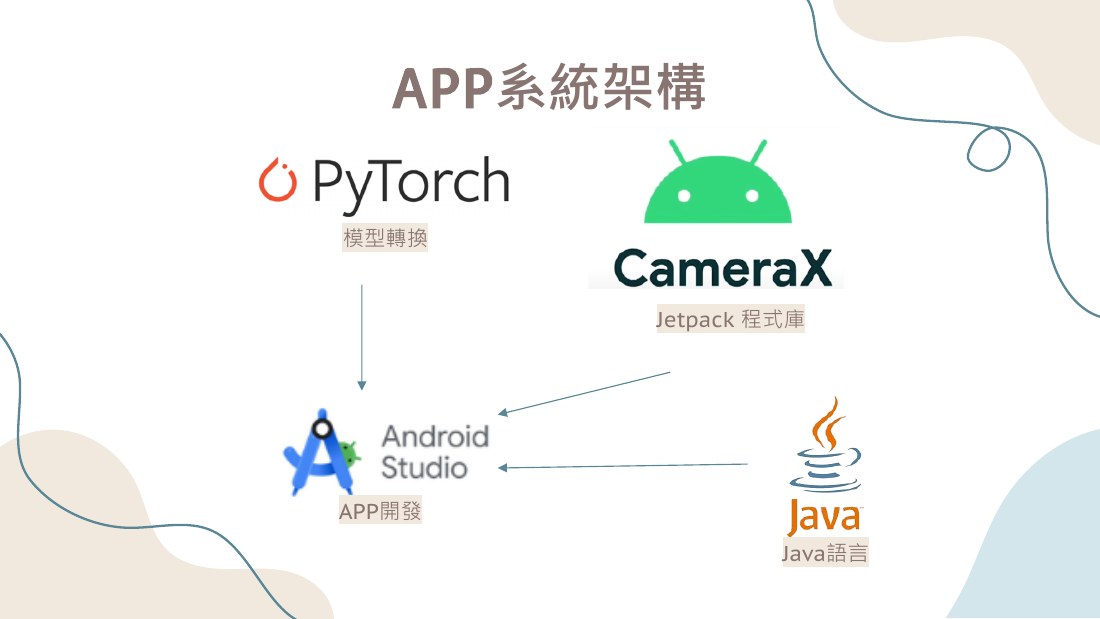 APP系統架構
PyTorch
模型轉換
CameraX
Jetpack 程式庫
Android
Studio
APP開發
Java
Java語言